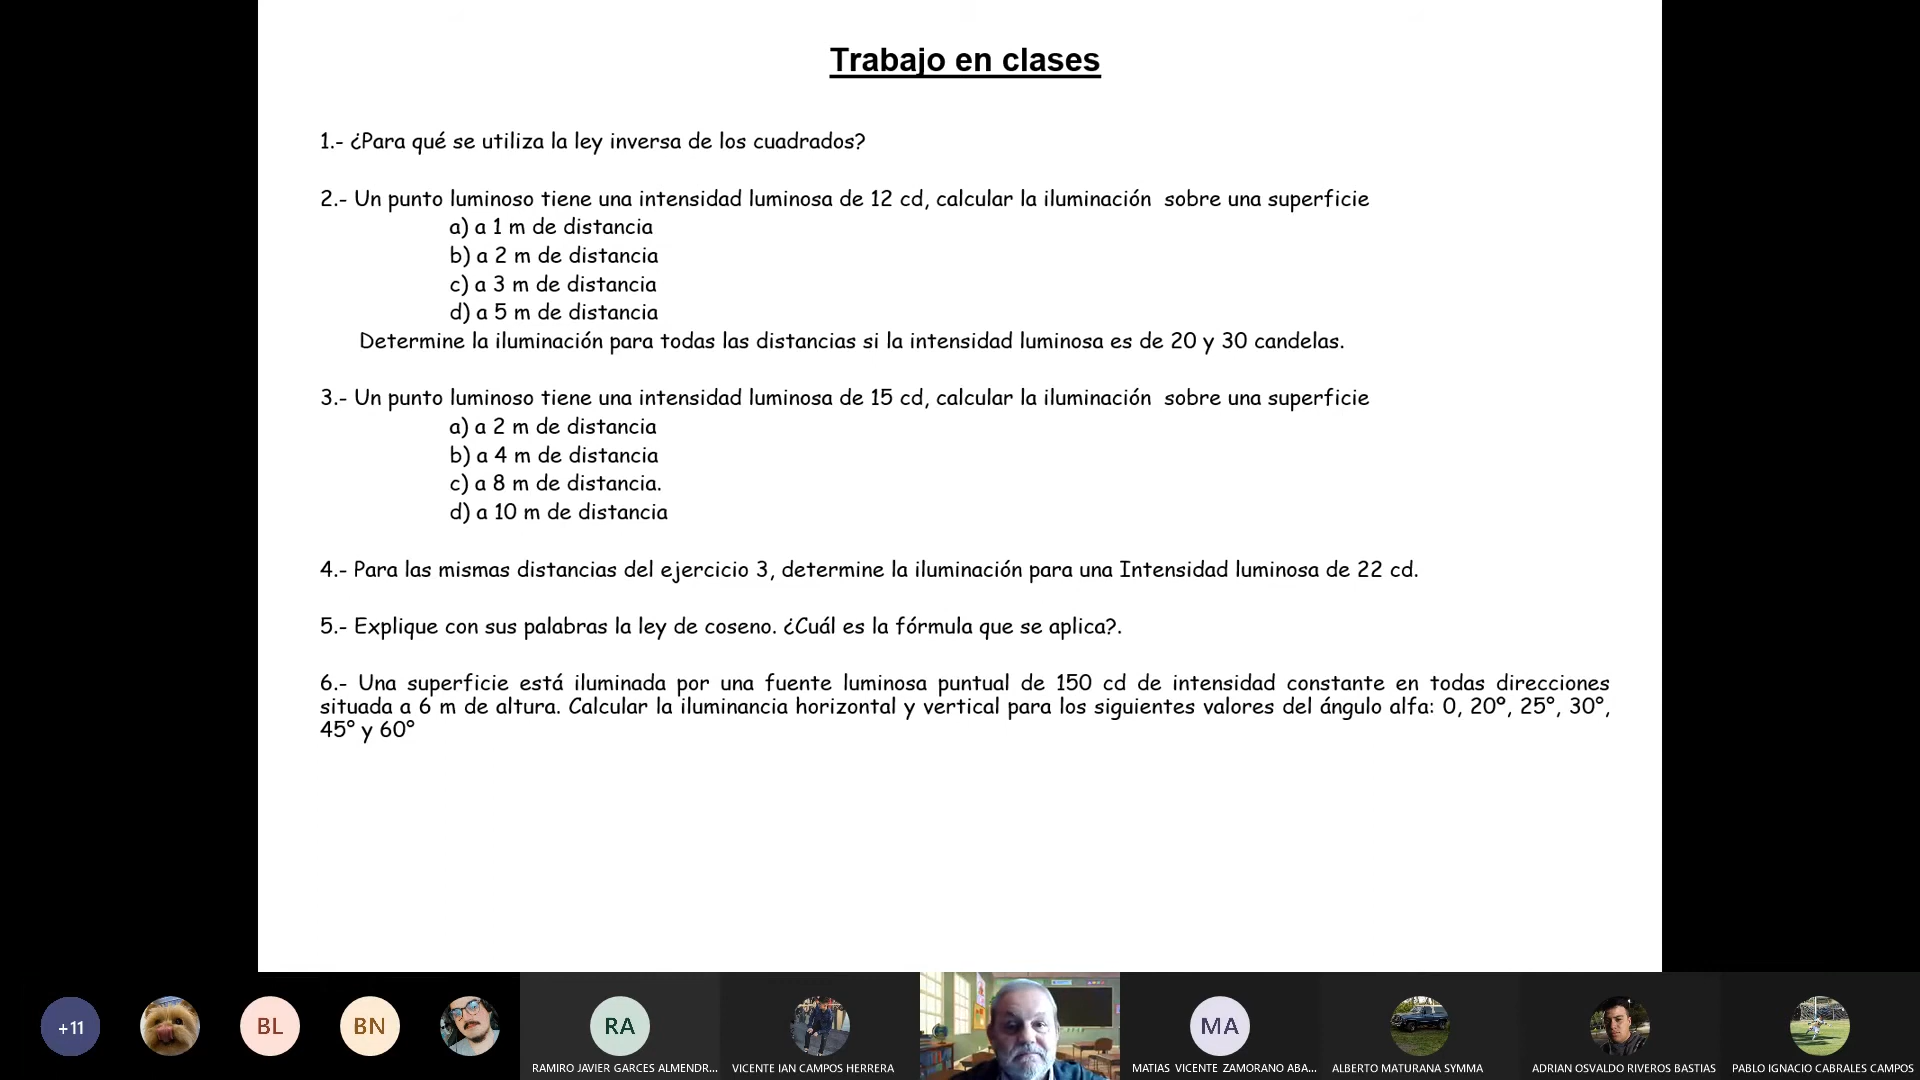 Trabajo en clases
1.- ¿Para qué se utiliza la ley inversa de los cuadrados?
2.- Un punto luminoso tiene una intensidad luminosa de 12 cd, calcular la iluminación sobre una superficie
a) a 1 m de distancia
b) a 2 m de distancia
c) a 3 m de distancia
d) a 5 m de distancia
Determine la iluminación para todas las distancias si la intensidad luminosa es de 20 y 30 candelas.
3.- Un punto luminoso tiene una intensidad luminosa de 15 cd, calcular la iluminación sobre una superficie
a) a 2 m de distancia
b) a 4 m de distancia
c) a 8 m de distancia.
d) a 10 m de distancia
4.- Para las mismas distancias del ejercicio 3, determine la iluminación para una Intensidad luminosa de 22 cd.
5.- Explique con sus palabras la ley de coseno. ¿Cuál es la fórmula que se aplica?.
6.- Una superficie está iluminada por una fuente luminosa puntual de 150 cd de intensidad constante en todas direcciones
situada a 6 m de altura. Calcular la iluminancia horizontal y vertical para los siguientes valores del ángulo alfa: 0, 20º, 25°, 30°,
45° y 60°
+11 BL BN RA MA
RAMIRO JAVIER GARCES ALMENDR... VICENTE IAN CAMPOS HERRERA MATIAS VICENTE ZAMORANO ABA... ALBERTO MATURANA SYMMA ADRIAN OSVALDO RIVEROS BASTIAS PABLO IGNACIO CABRALES CAMPOS